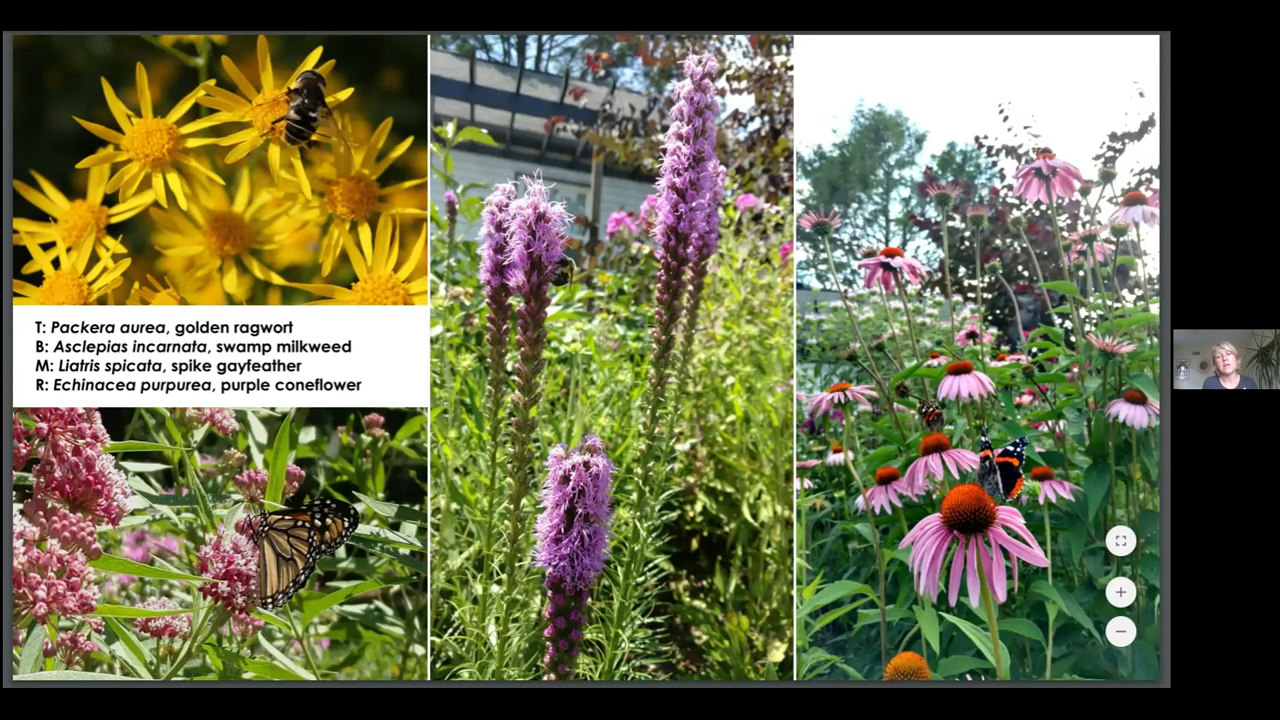 T: Packera aurea, golden ragwort
B: Asclepias incarnata, swamp milkweed
M: Liatris spicata, spike gayfeather
R: Echinacea purpurea, purple coneflower